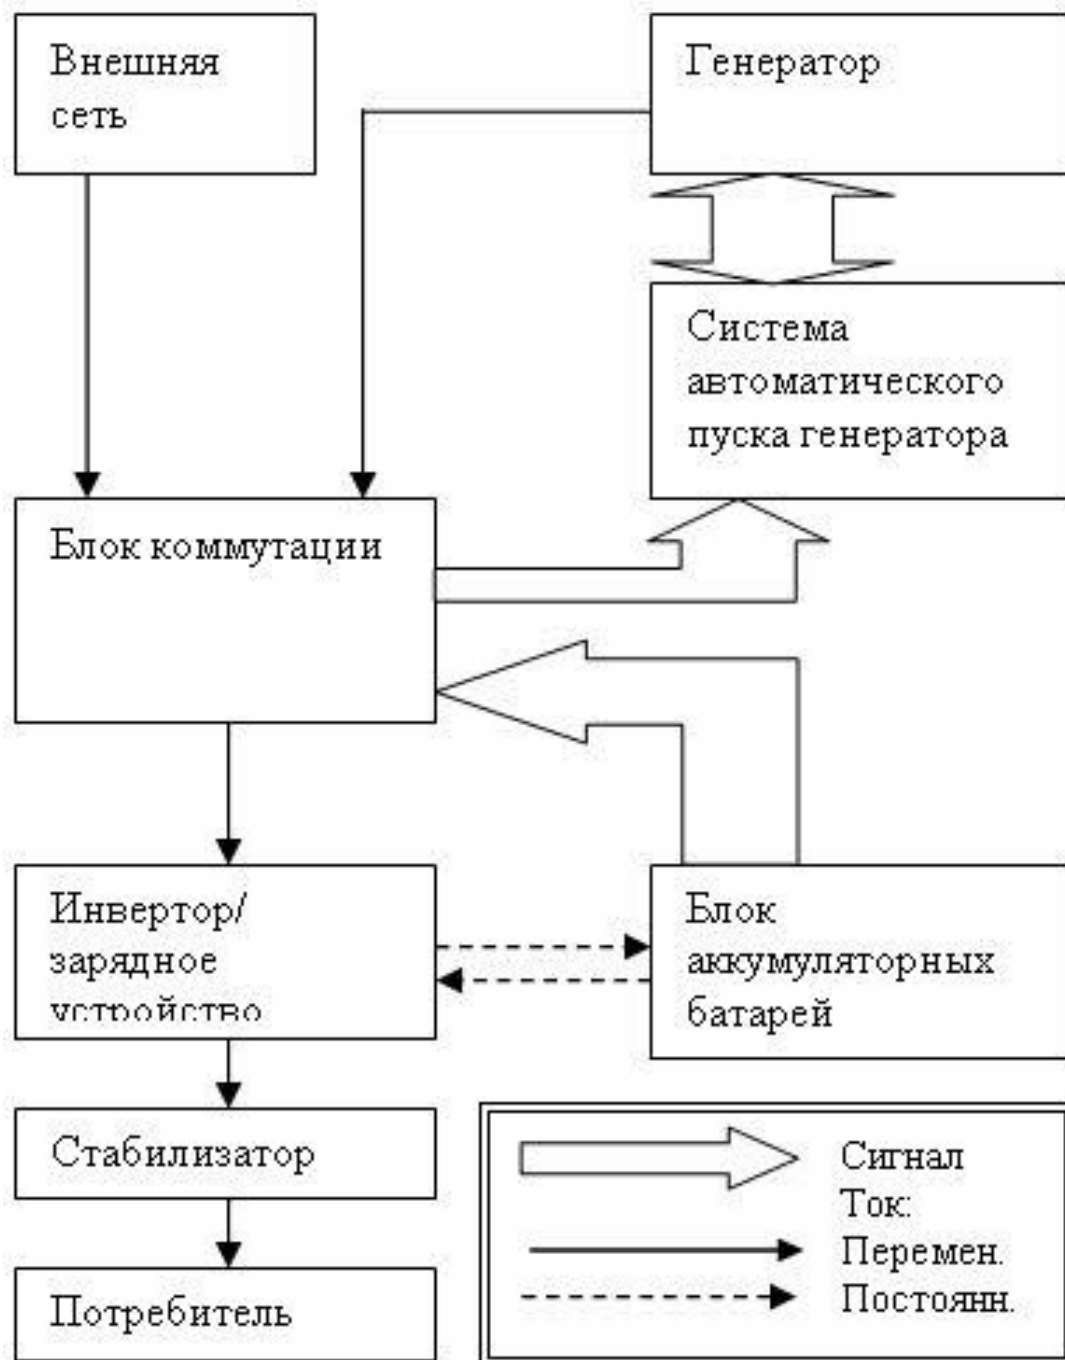 Внешняя
сеть
Генератор
Система
автоматического
пуска генератора
Блок коммутации
Инвертор/
зарядное
устройство
Блок
аккумуляторных
батарей
Стабилизатор
Потребитель
Сигнал
Ток:
Перемен.
Постоянн.